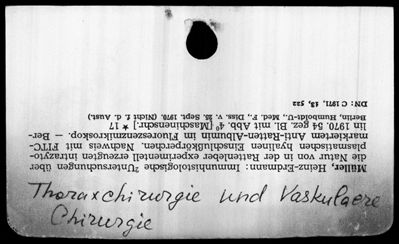 Müller, Heinz-Erdmann: Immunhistologische Untersuchungen über
die Natur von in der Rattenleber experimentell erzeugten intrazyto-
plasmatischen hyalinen Einschlußkörperchen. Nachweis mit FITC-
markiertem Anti-Ratten-Albumin im Fluoreszenzmikroskop. – Ber-
lin 1970. 54 gez. Bl. mit Abb. 4° [Maschinenschr.] * 17
Berlin, Humboldt-U., Med. F., Diss. v. 25. Sept. 1970 (Nicht f. d. Aust.)
DN: C 1971, 13, 522
Thoraxchirurgie und Vaskulaere
Chirurgie